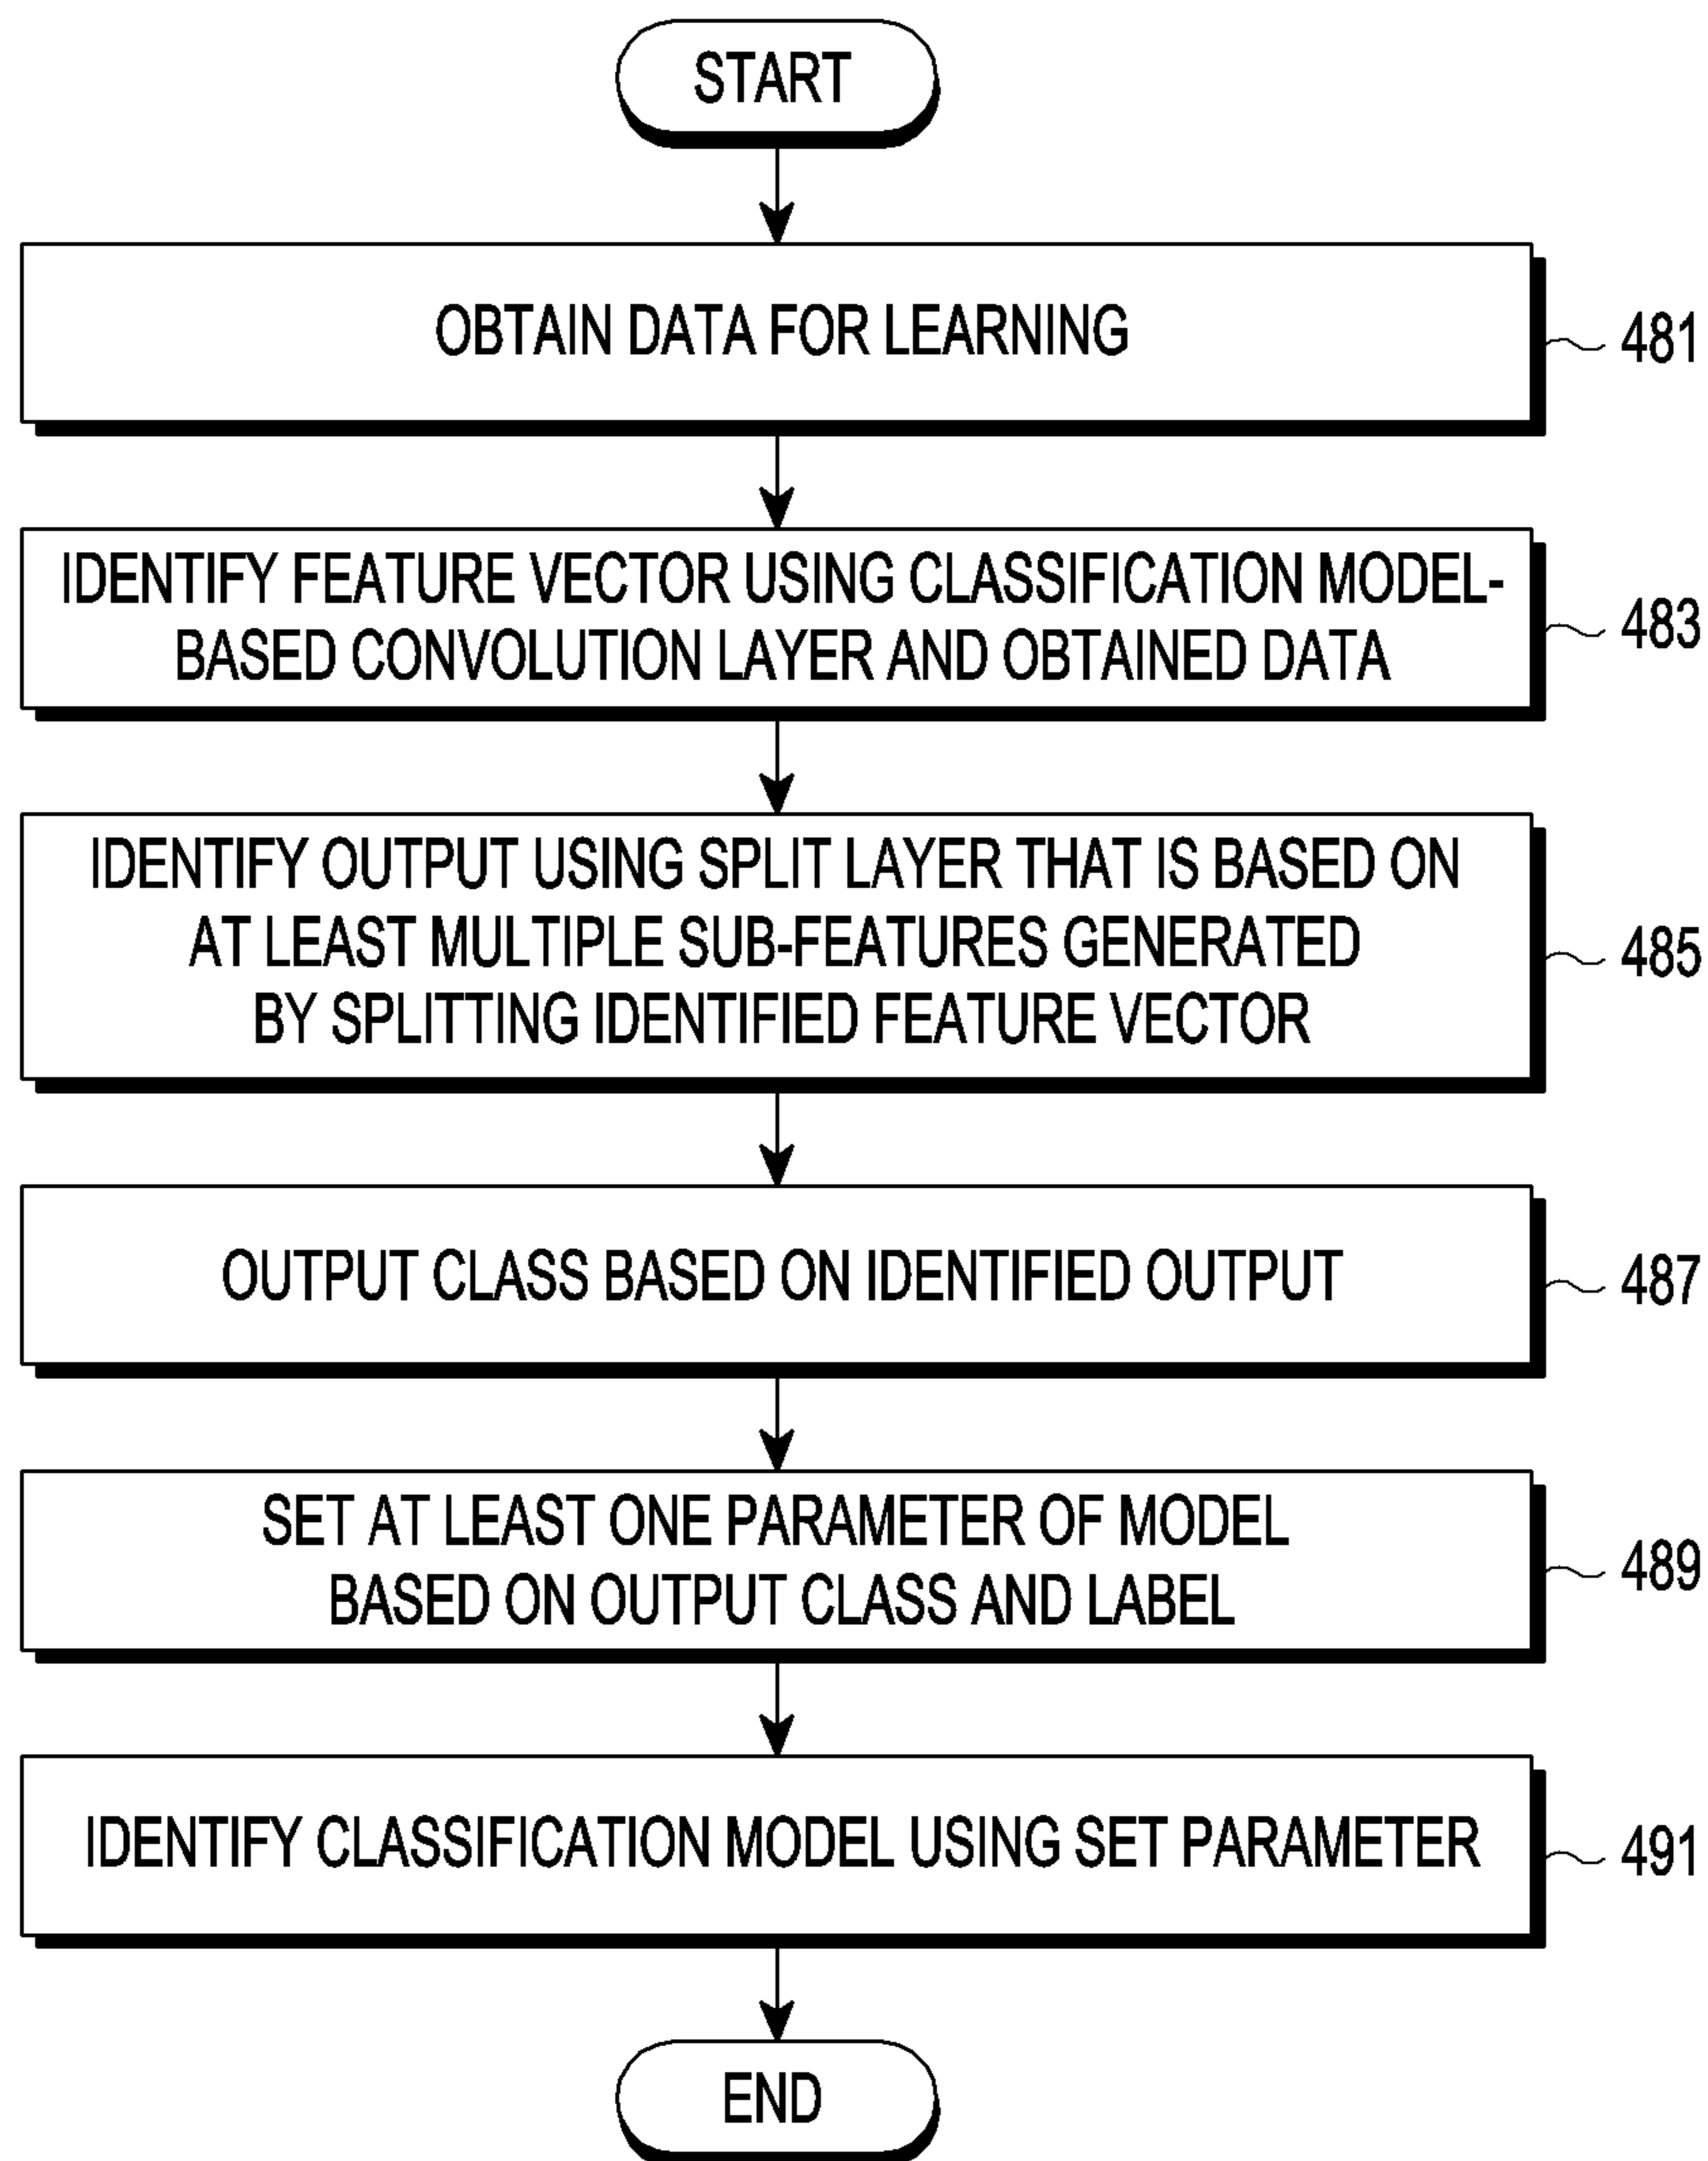 START
OBTAIN DATA FOR LEARNING
481
IDENTIFY FEATURE VECTOR USING CLASSIFICATION MODEL-
BASED CONVOLUTION LAYER AND OBTAINED DATA
483
IDENTIFY OUTPUT USING SPLIT LAYER THAT IS BASED ON
AT LEAST MULTIPLE SUB-FEATURES GENERATED
BY SPLITTING IDENTIFIED FEATURE VECTOR
485
OUTPUT CLASS BASED ON IDENTIFIED OUTPUT
487
SET AT LEAST ONE PARAMETER OF MODEL
BASED ON OUTPUT CLASS AND LABEL
489
IDENTIFY CLASSIFICATION MODEL USING SET PARAMETER
491
END